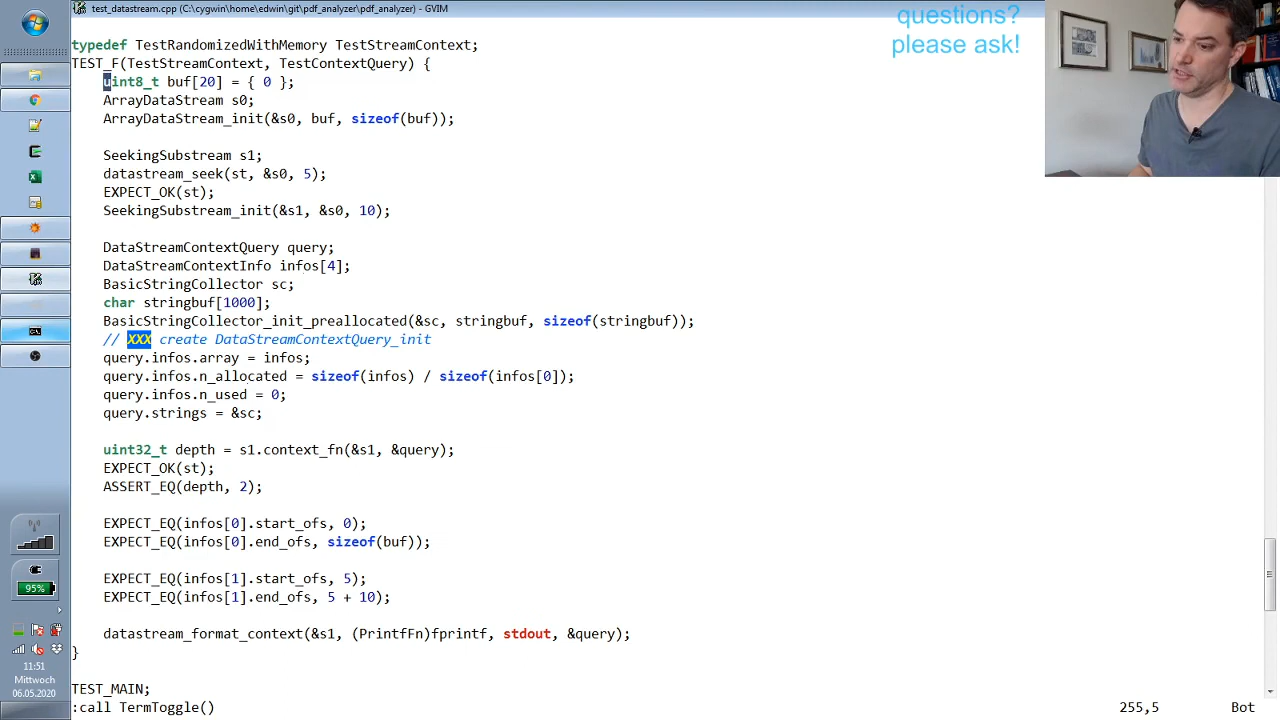 test_datastream.cpp (C:\cygwin\home\edwin\git\pdf_analyzer\pdf_analyzer) - GVIM
questions?
please ask!
typedef TestRandomizedWithMemory TestStreamContext;
TEST_F(TestStreamContext, TestContextQuery) {
    uint8_t buf[20] = { 0 };
    ArrayDataStream s0;
    ArrayDataStream_init(&s0, buf, sizeof(buf));

    SeekingSubstream s1;
    datastream_seek(st, &s0, 5);
    EXPECT_OK(st);
    SeekingSubstream_init(&s1, &s0, 10);

    DataStreamContextQuery query;
    DataStreamContextInfo infos[4];
    BasicStringCollector sc;
    char stringbuf[1000];
    BasicStringCollector_init_preallocated(&sc, stringbuf, sizeof(stringbuf));
    // XXX create DataStreamContextQuery_init
    query.infos.array = infos;
    query.infos.n_allocated = sizeof(infos) / sizeof(infos[0]);
    query.infos.n_used = 0;
    query.strings = &sc;

    uint32_t depth = s1.context_fn(&s1, &query);
    EXPECT_OK(st);
    ASSERT_EQ(depth, 2);

    EXPECT_EQ(infos[0].start_ofs, 0);
    EXPECT_EQ(infos[0].end_ofs, sizeof(buf));

    EXPECT_EQ(infos[1].start_ofs, 5);
    EXPECT_EQ(infos[1].end_ofs, 5 + 10);

    datastream_format_context(&s1, (PrintfFn)fprintf, stdout, &query);
}

TEST_MAIN;
:call TermToggle()
255,5
Bot
95%
11:51
Mittwoch
06.05.2020